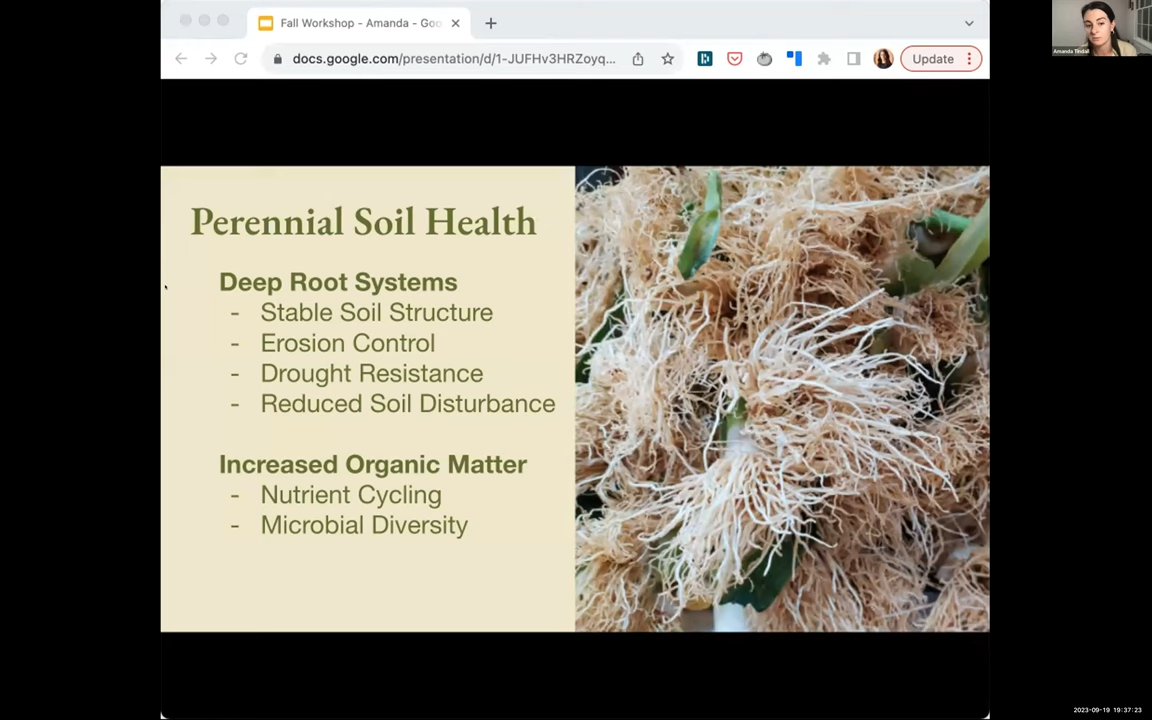 Fall Workshop - Amanda - Goo
docs.google.com/presentation/d/1-JUFHv3HRZoyq...
Update
Amanda Tindall
Perennial Soil Health
Deep Root Systems
- Stable Soil Structure
- Erosion Control
- Drought Resistance
- Reduced Soil Disturbance
Increased Organic Matter
- Nutrient Cycling
- Microbial Diversity
2023-09-19 19:37:23